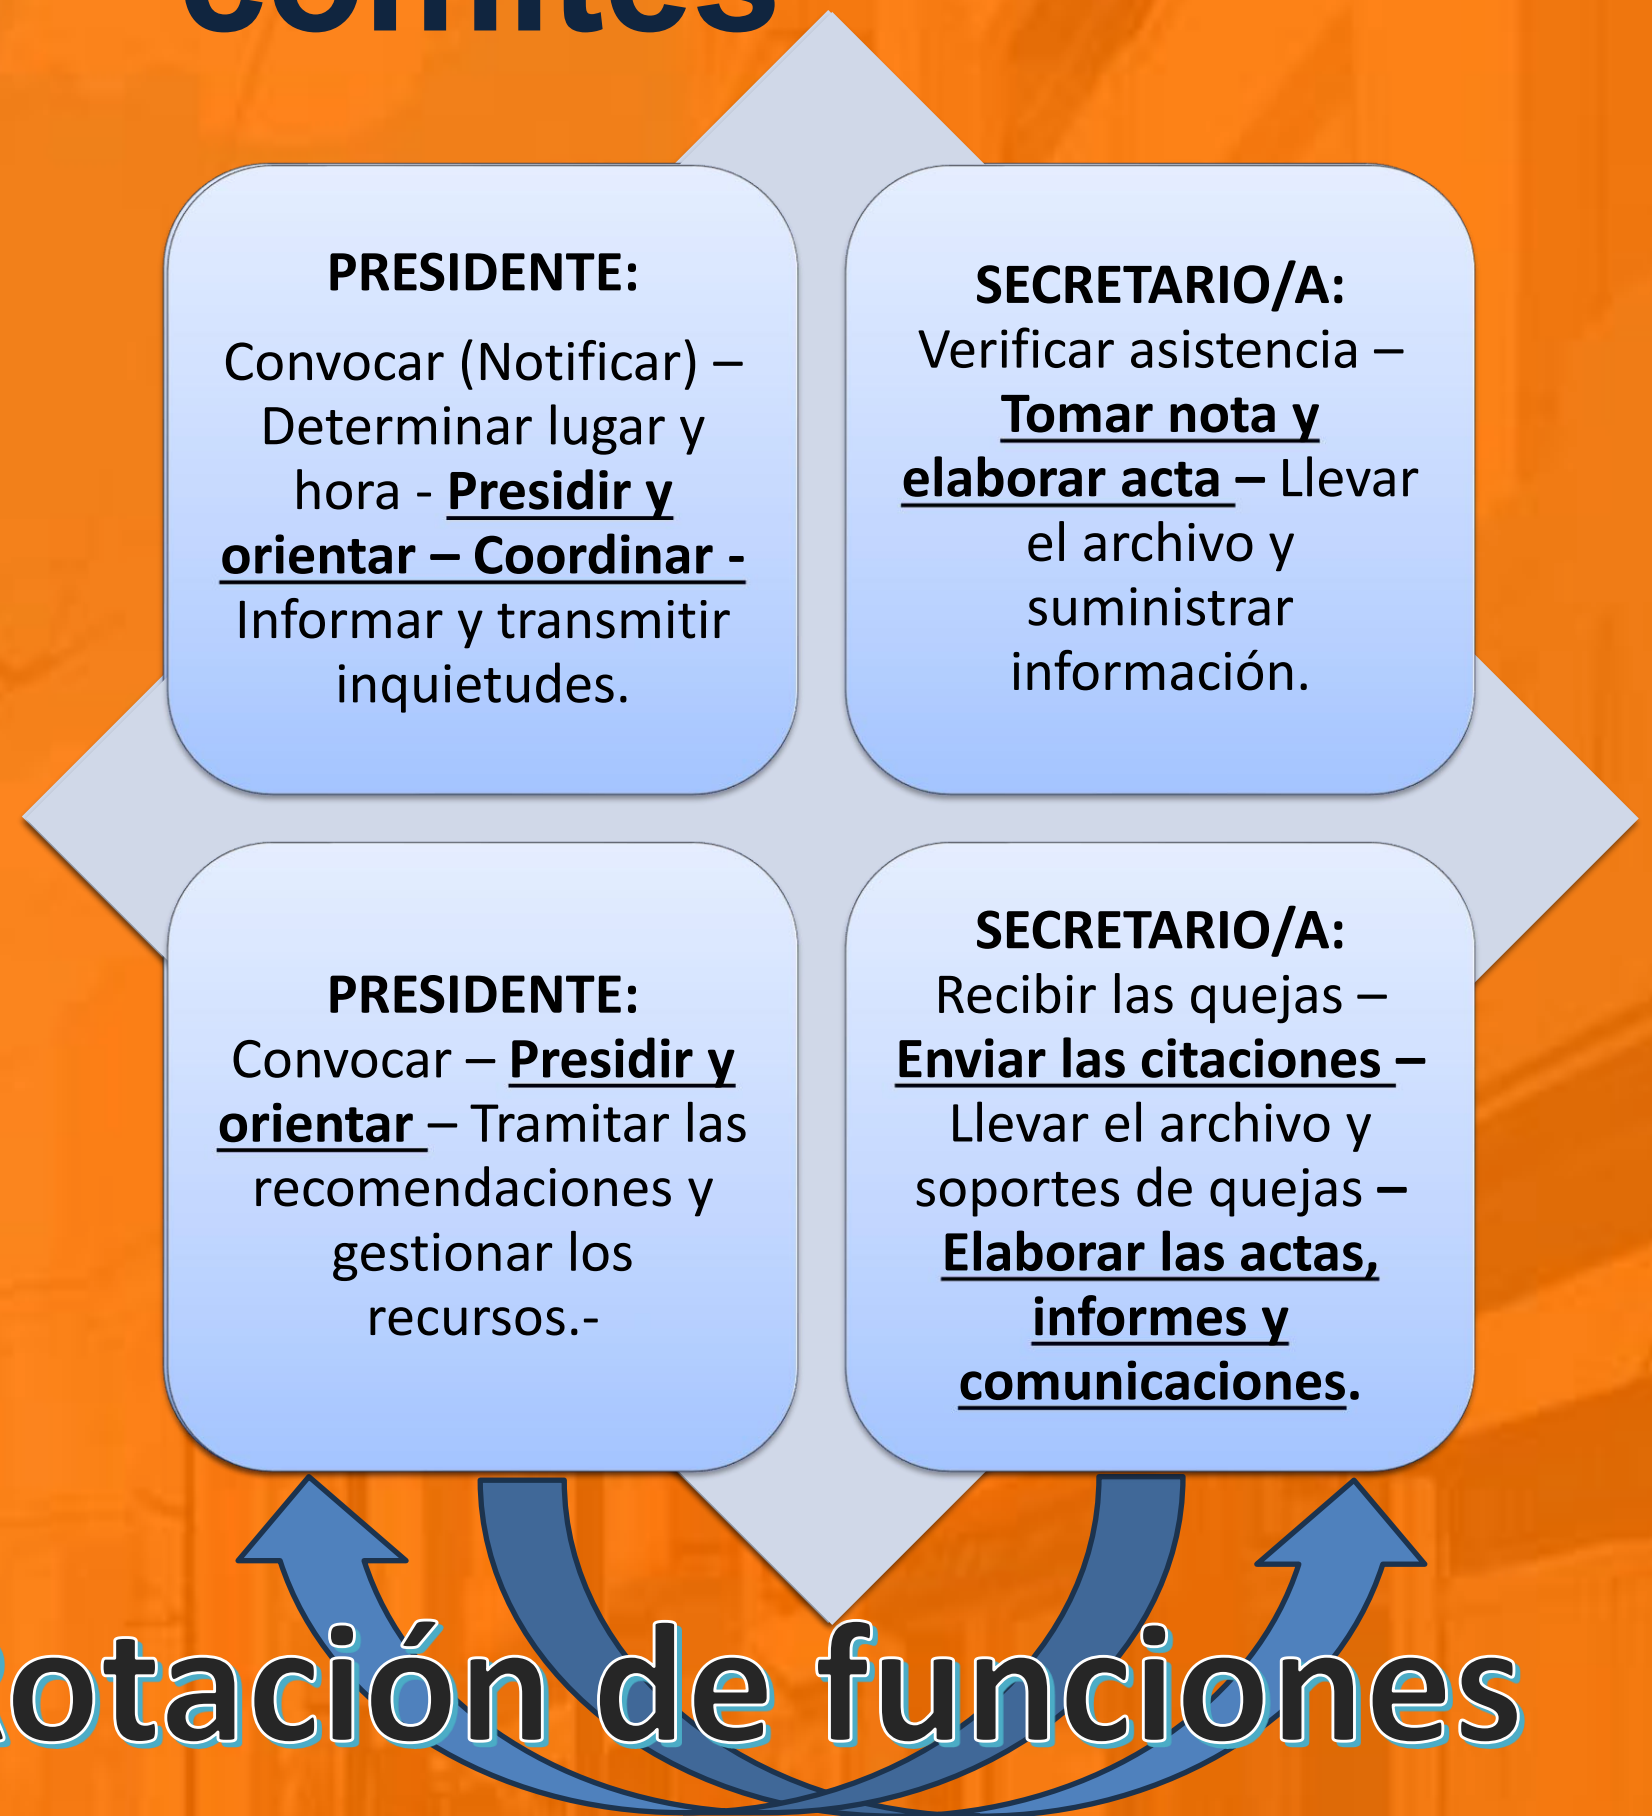 comités
PRESIDENTE:
Convocar (Notificar) –
Determinar lugar y
hora - Presidir y
orientar – Coordinar -
Informar y transmitir
inquietudes.
SECRETARIO/A:
Verificar asistencia –
Tomar nota y
elaborar acta – Llevar
el archivo y
suministrar
información.
PRESIDENTE:
Convocar – Presidir y
orientar – Tramitar las
recomendaciones y
gestionar los
recursos.-
SECRETARIO/A:
Recibir las quejas –
Enviar las citaciones –
Llevar el archivo y
soportes de quejas –
Elaborar las actas,
informes y
comunicaciones.
Rotación de funciones